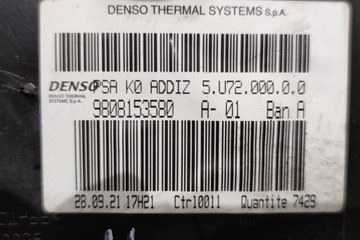 DENSO THERMAL SYSTEMS S.p.A.
PSA K0 ADDIZ 5.U72.000.0.0
DENSO
DENSO THERMAL
SYSTEMS S.p.A.
9808153580 A- 01 Ban A
28.09.21 17H21 Ctrl0011 Quantite 7429